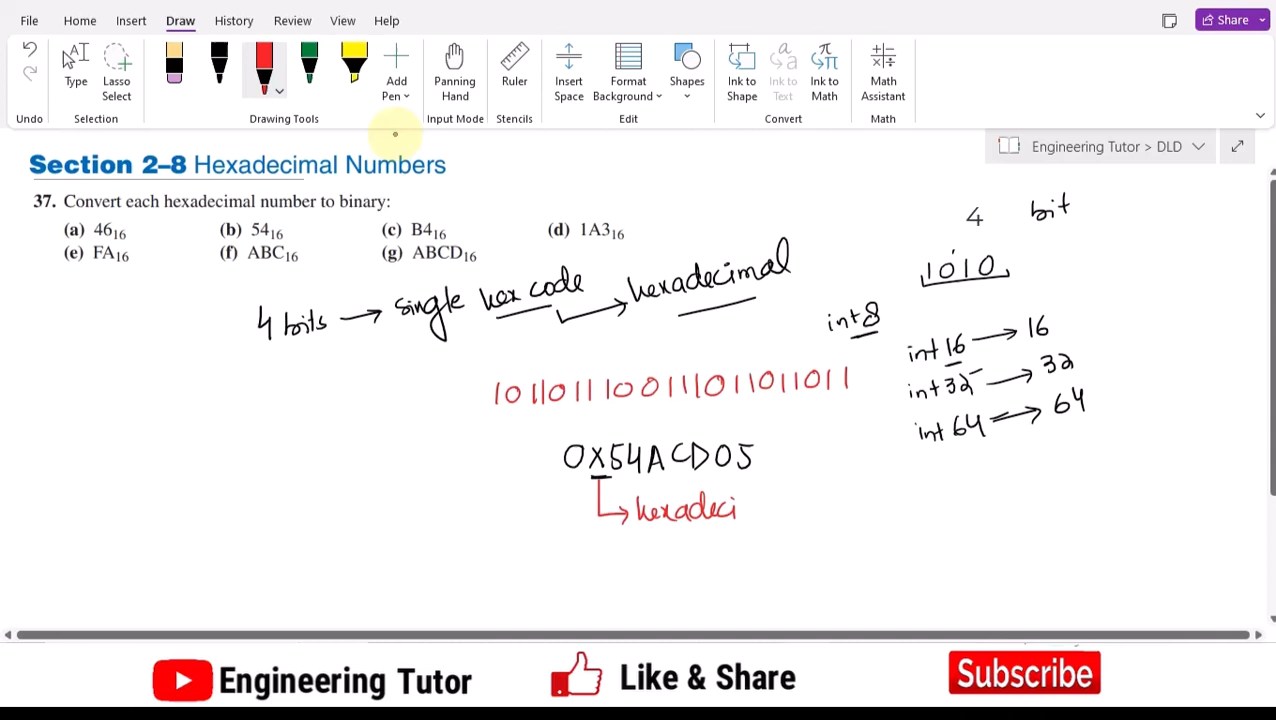 File Home Insert Draw History Review View Help Share
Undo Type Lasso Select Add Pen Panning Hand Ruler Insert Space Format Background Shapes Ink to Shape Ink to Text Ink to Math Math Assistant
Undo Selection Drawing Tools Input Mode Stencils Edit Convert Math
Engineering Tutor > DLD
Section 2–8 Hexadecimal Numbers
37. Convert each hexadecimal number to binary:
(a) 46₁₆ (b) 54₁₆ (c) B4₁₆ (d) 1A3₁₆
(e) FA₁₆ (f) ABC₁₆ (g) ABCD₁₆
4 bit
1010
4 bits → single hex code → hexadecimal
int8
int16 → 16
int32 → 32
int64 → 64
1011011100111011011011
0X54ACD05
→ hexadeci
Engineering Tutor Like & Share Subscribe